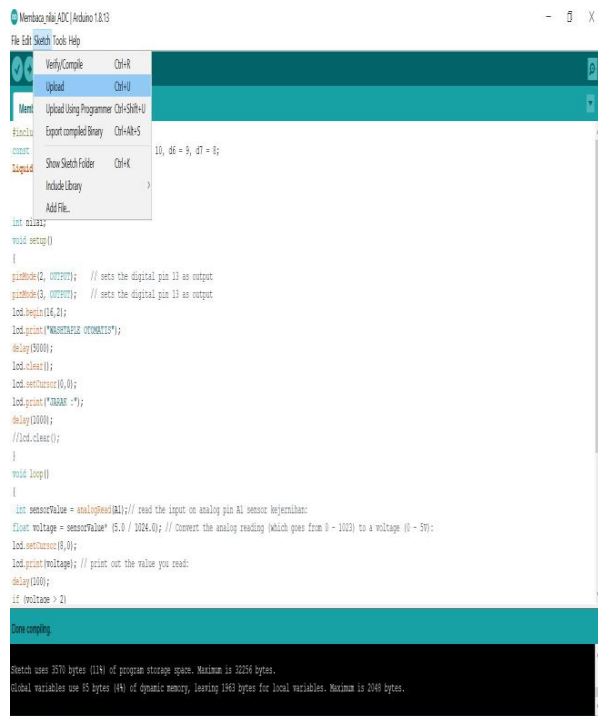 Membaca_nilai_ADC | Arduino 1.8.13
File Edit Sketch Tools Help
Verify/Compile Ctrl+R
Upload Ctrl+U
Upload Using Programmer Ctrl+Shift+U
Export compiled Binary Ctrl+Alt+S
Show Sketch Folder Ctrl+K
Include Library
Add File...
Memb
#inclu
const 10, d6 = 9, d7 = 8;
Liquid
int nilai;
void setup()
{
pinMode(2, OUTPUT); // sets the digital pin 13 as output
pinMode(3, OUTPUT); // sets the digital pin 13 as output
lcd.begin(16,2);
lcd.print("WASHTAPLE OTOMATIS");
delay(5000);
lcd.clear();
lcd.setCursor(0,0);
lcd.print("JARAK :");
delay(1000);
//lcd.clear();
}
void loop()
{
int sensorValue = analogRead(A1);// read the input on analog pin A1 sensor kejernihan:
float voltage = sensorValue* (5.0 / 1024.0); // Convert the analog reading (which goes from 0 - 1023) to a voltage (0 - 5V):
lcd.setCursor(8,0);
lcd.print(voltage); // print out the value you read:
delay(100);
if (voltage > 2)
Done compiling.
Sketch uses 3570 bytes (11%) of program storage space. Maximum is 32256 bytes.
Global variables use 85 bytes (4%) of dynamic memory, leaving 1963 bytes for local variables. Maximum is 2048 bytes.